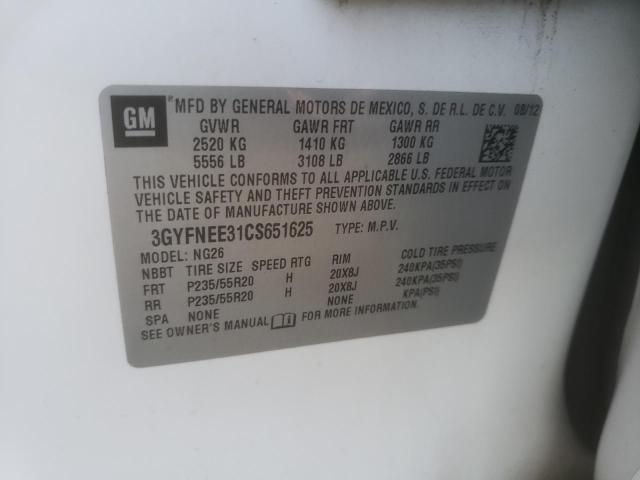 GM ® MFD BY GENERAL MOTORS DE MEXICO, S. DE R.L. DE C.V. 08/12
GVWR GAWR FRT GAWR RR
2520 KG 1410 KG 1300 KG
5556 LB 3108 LB 2866 LB
THIS VEHICLE CONFORMS TO ALL APPLICABLE U.S. FEDERAL MOTOR
VEHICLE SAFETY AND THEFT PREVENTION STANDARDS IN EFFECT ON
THE DATE OF MANUFACTURE SHOWN ABOVE.
3GYFNEE31CS651625 TYPE: M.P.V.
MODEL: NG26
NBBT TIRE SIZE SPEED RTG RIM COLD TIRE PRESSURE
FRT P235/55R20 H 20X8J 240KPA(35PSI)
RR P235/55R20 H 20X8J 240KPA(35PSI)
SPA NONE NONE KPA(PSI)
SEE OWNER'S MANUAL FOR MORE INFORMATION.